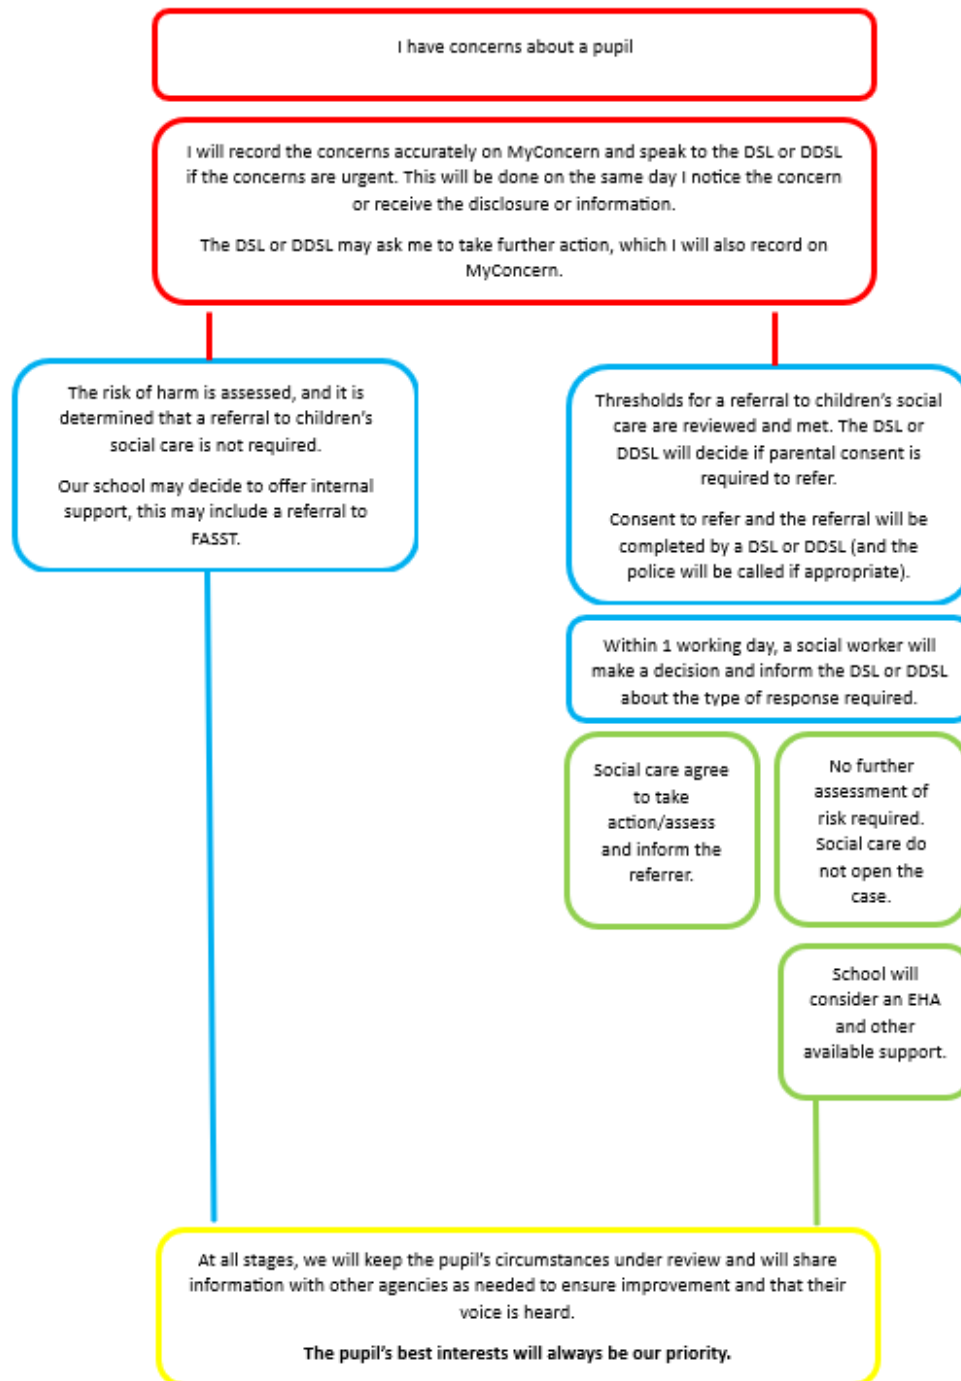 I have concerns about a pupil
I will record the concerns accurately on MyConcern and speak to the DSL or DDSL
if the concerns are urgent. This will be done on the same day I notice the concern
or receive the disclosure or information.
The DSL or DDSL may ask me to take further action, which I will also record on
MyConcern.
The risk of harm is assessed, and it is
determined that a referral to children's
social care is not required.
Our school may decide to offer internal
support, this may include a referral to
FASST.
Thresholds for a referral to children's social
care are reviewed and met. The DSL or
DDSL will decide if parental consent is
required to refer.
Consent to refer and the referral will be
completed by a DSL or DDSL (and the
police will be called if appropriate).
Within 1 working day, a social worker will
make a decision and inform the DSL or DDSL
about the type of response required.
Social care agree
to take
action/assess
and inform the
referrer.
No further
assessment of
risk required.
Social care do
not open the
case.
School will
consider an EHA
and other
available support.
At all stages, we will keep the pupil's circumstances under review and will share
information with other agencies as needed to ensure improvement and that their
voice is heard.
The pupil's best interests will always be our priority.